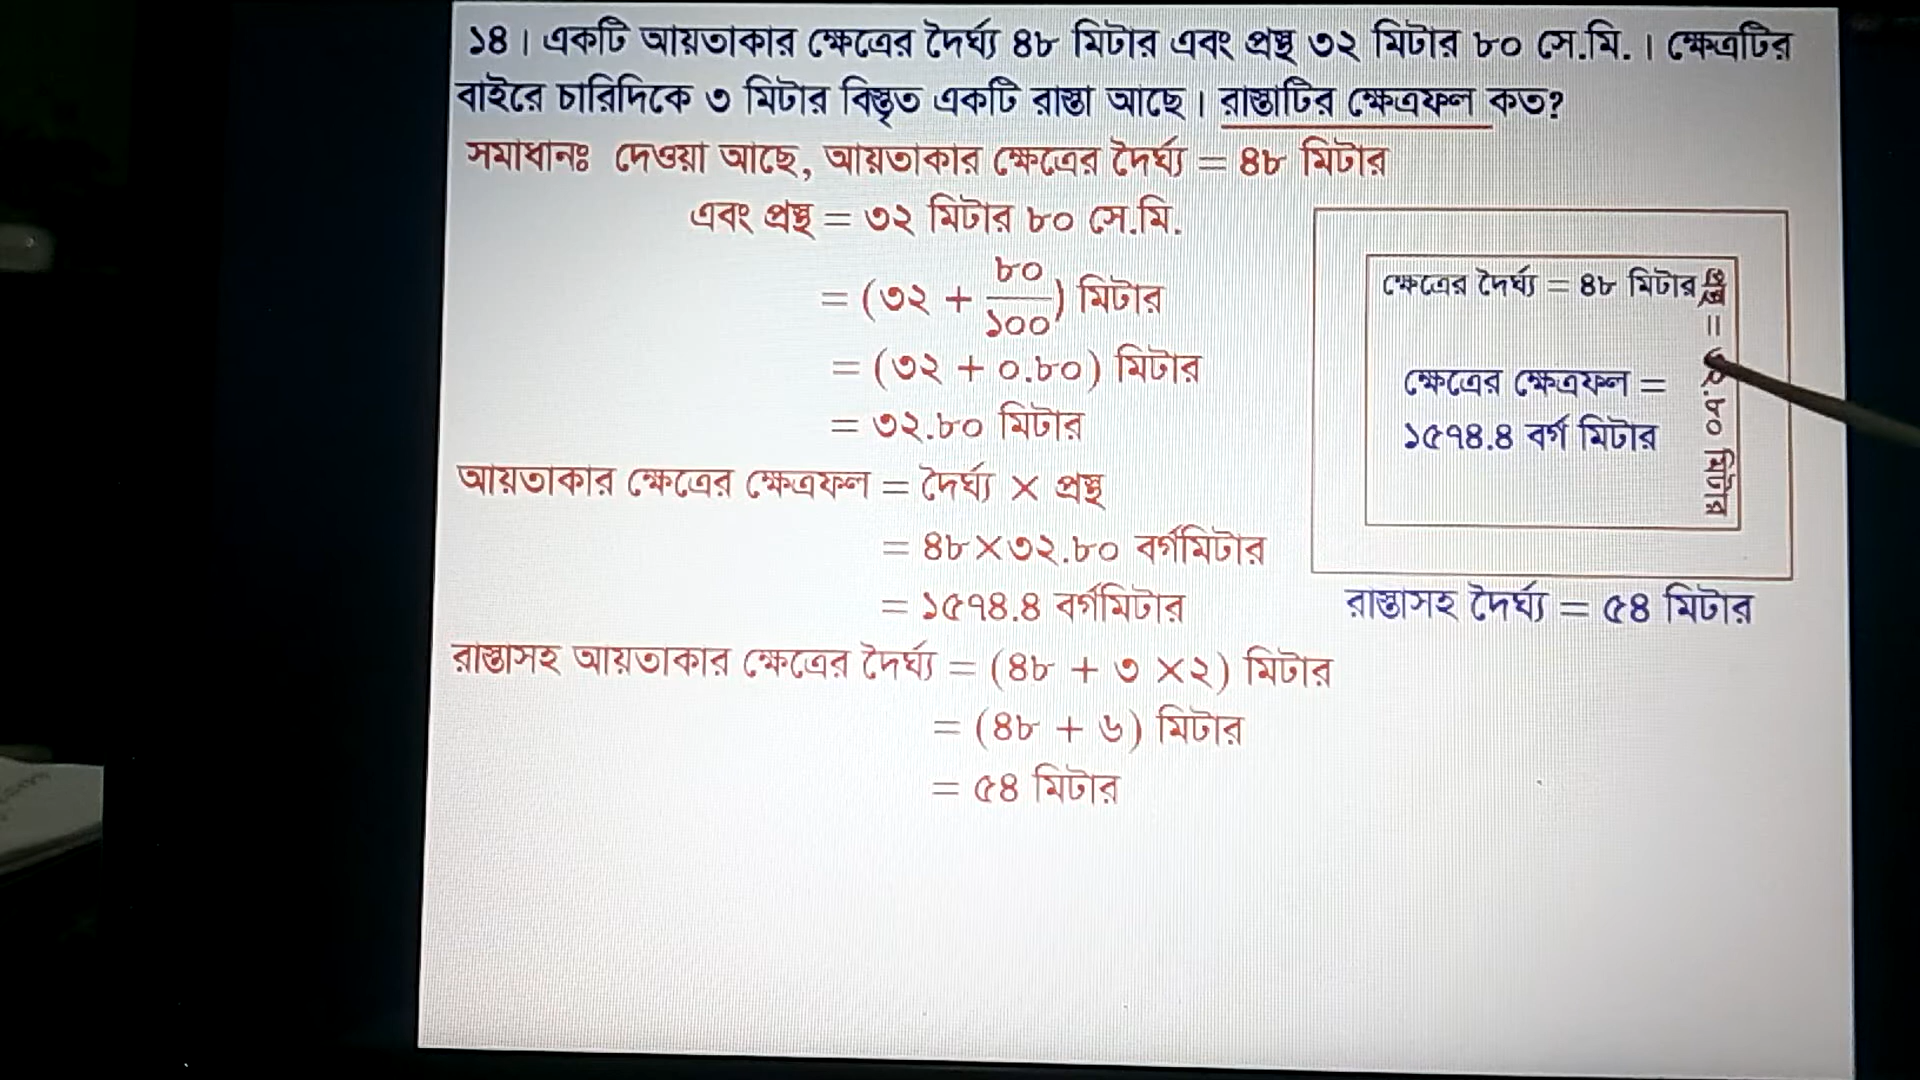 ১৪। একটি আয়তাকার ক্ষেত্রের দৈর্ঘ্য ৪৮ মিটার এবং প্রস্থ ৩২ মিটার ৮০ সে.মি.। ক্ষেত্রটির
বাইরে চারিদিকে ৩ মিটার বিস্তৃত একটি রাস্তা আছে। রাস্তাটির ক্ষেত্রফল কত?
সমাধানঃ দেওয়া আছে, আয়তাকার ক্ষেত্রের দৈর্ঘ্য = ৪৮ মিটার
এবং প্রস্থ = ৩২ মিটার ৮০ সে.মি.
= (৩২ + ৮০/১০০) মিটার
= (৩২ + ০.৮০) মিটার
= ৩২.৮০ মিটার
আয়তাকার ক্ষেত্রের ক্ষেত্রফল = দৈর্ঘ্য × প্রস্থ
= ৪৮×৩২.৮০ বর্গমিটার
= ১৫৭৪.৪ বর্গমিটার
রাস্তাসহ আয়তাকার ক্ষেত্রের দৈর্ঘ্য = (৪৮ + ৩ ×২) মিটার
= (৪৮ + ৬) মিটার
= ৫৪ মিটার
ক্ষেত্রের দৈর্ঘ্য = ৪৮ মিটার
প্রস্থ = ৩২.৮০ মিটার
ক্ষেত্রের ক্ষেত্রফল =
১৫৭৪.৪ বর্গ মিটার
রাস্তাসহ দৈর্ঘ্য = ৫৪ মিটার